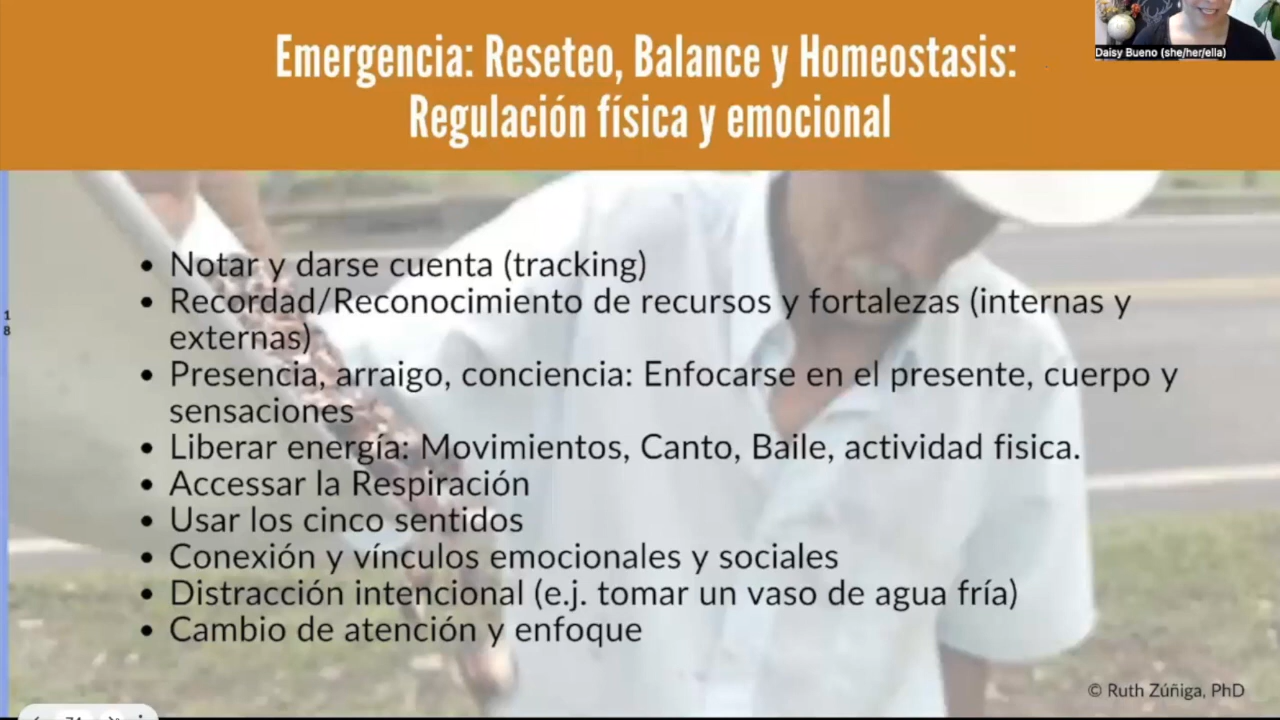 Emergencia: Reseteo, Balance y Homeostasis:
Regulación física y emocional
Daisy Bueno (she/her/ella)
• Notar y darse cuenta (tracking)
• Recordad/Reconocimiento de recursos y fortalezas (internas y
externas)
• Presencia, arraigo, conciencia: Enfocarse en el presente, cuerpo y
sensaciones
• Liberar energía: Movimientos, Canto, Baile, actividad fisica.
• Accessar la Respiración
• Usar los cinco sentidos
• Conexión y vínculos emocionales y sociales
• Distracción intencional (e.j. tomar un vaso de agua fría)
• Cambio de atención y enfoque
1
8
© Ruth Zúñiga, PhD